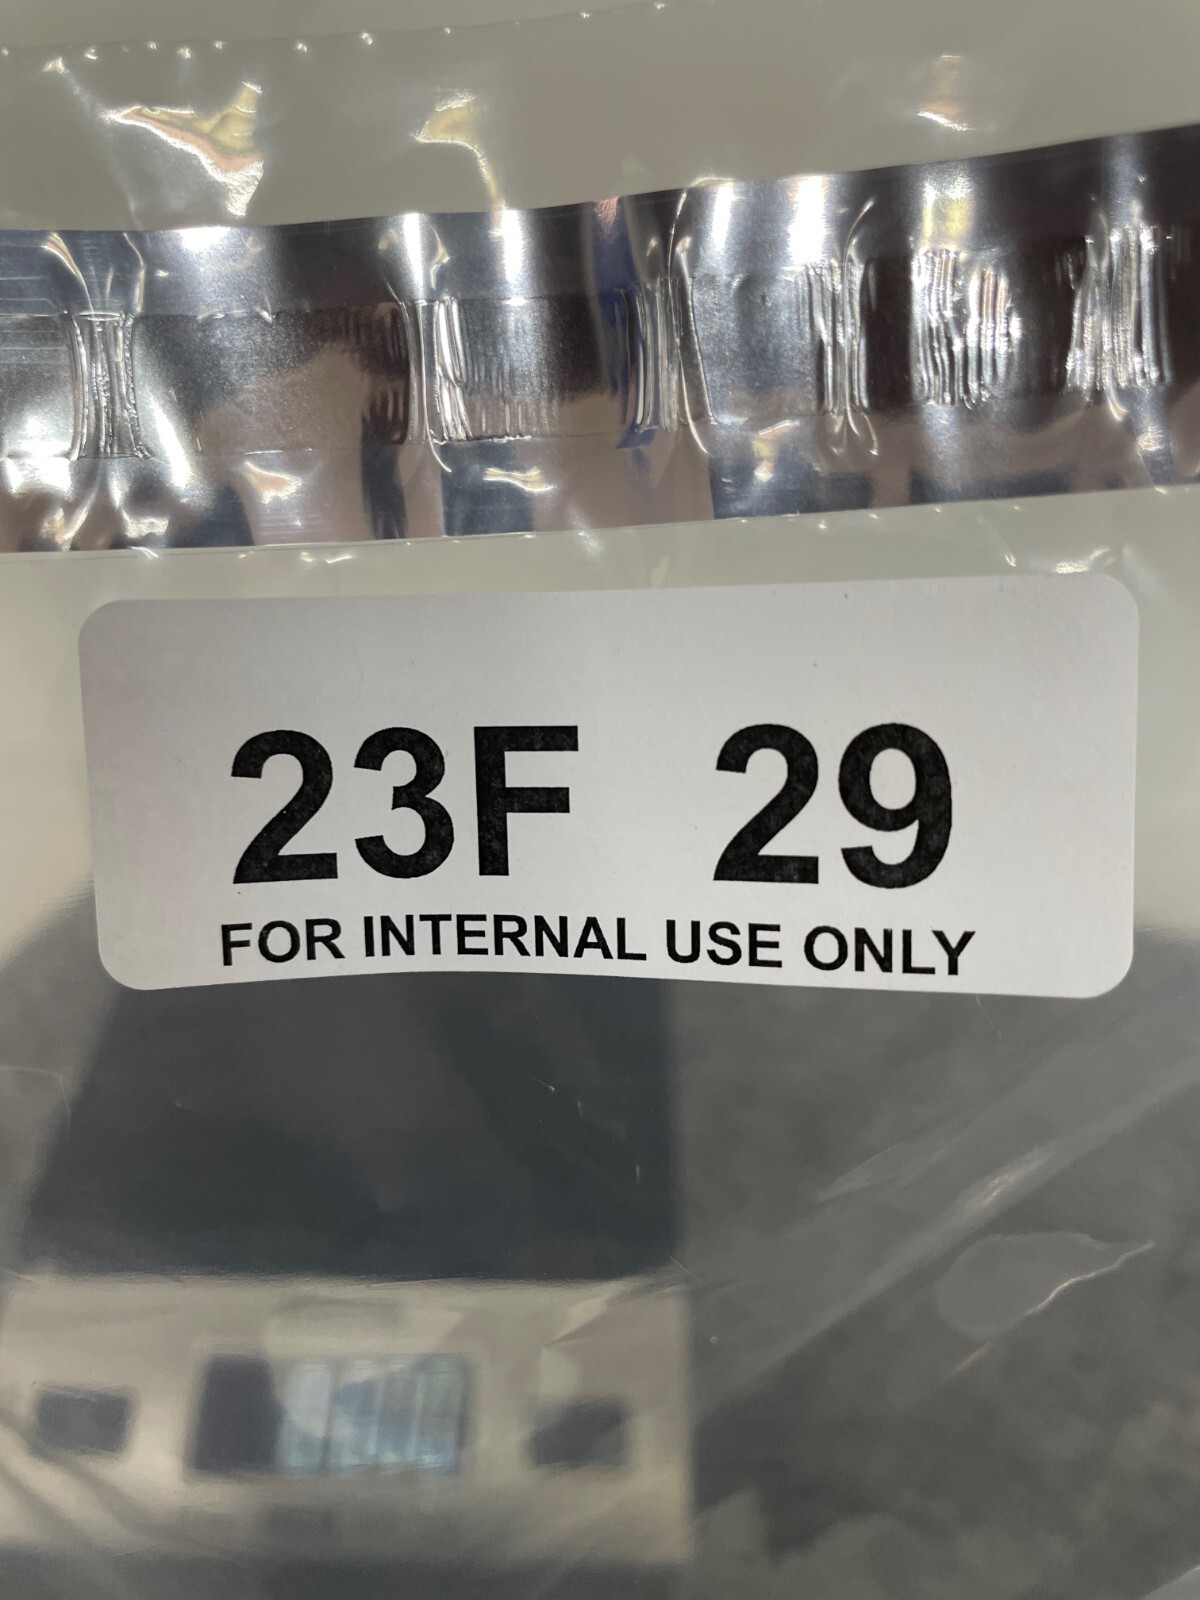 23F 29
FOR INTERNAL USE ONLY